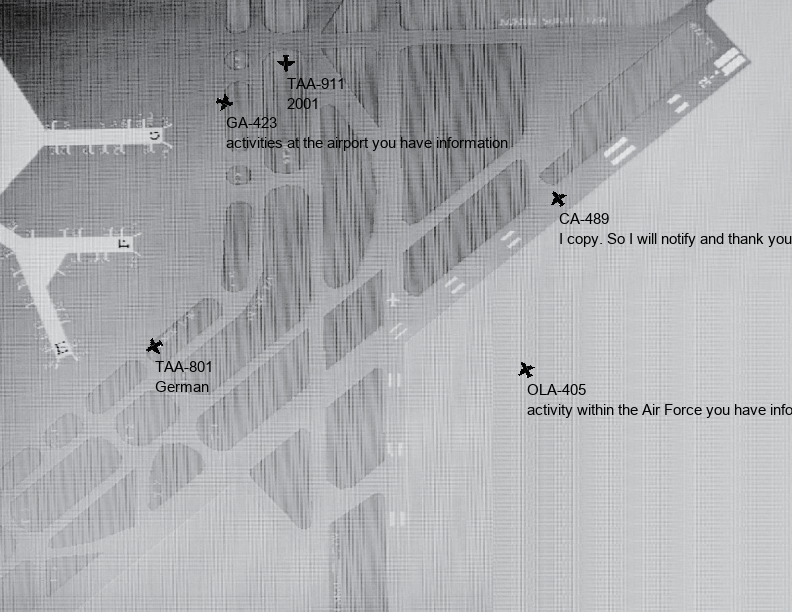 TAA-911
2001
GA-423
activities at the airport you have information
CA-489
I copy. So I will notify and thank you
TAA-801
German
OLA-405
activity within the Air Force you have info